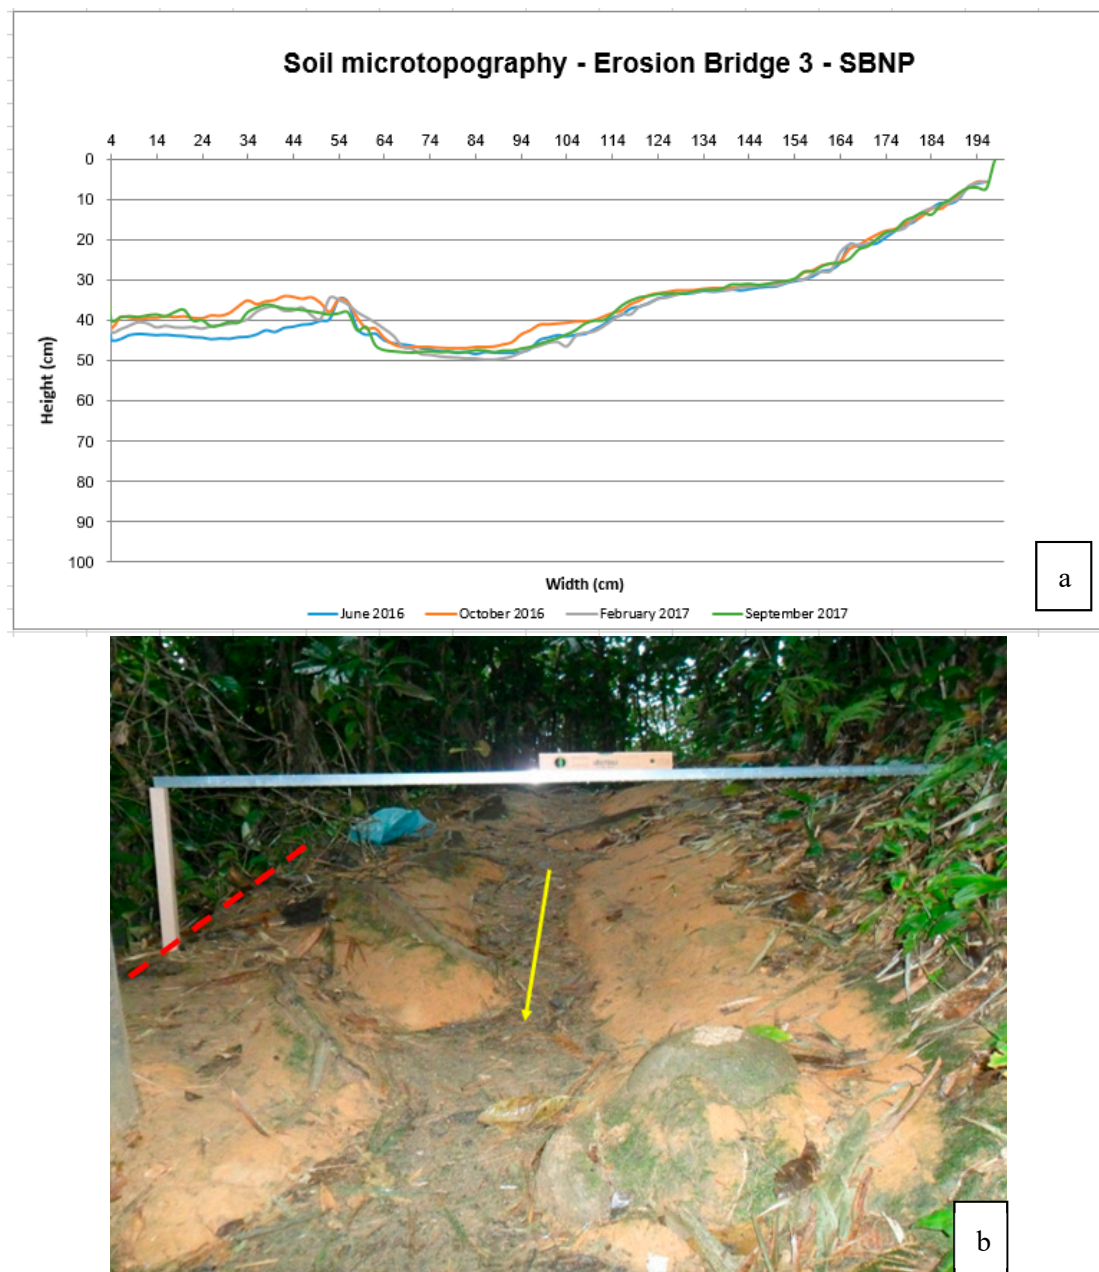 Soil microtopography - Erosion Bridge 3 - SBNP
4 14 24 34 44 54 64 74 84 94 104 114 124 134 144 154 164 174 184 194
0
10
20
30
40
50
60
70
80
90
100
Height (cm)
Width (cm)
June 2016 October 2016 February 2017 September 2017
a
b